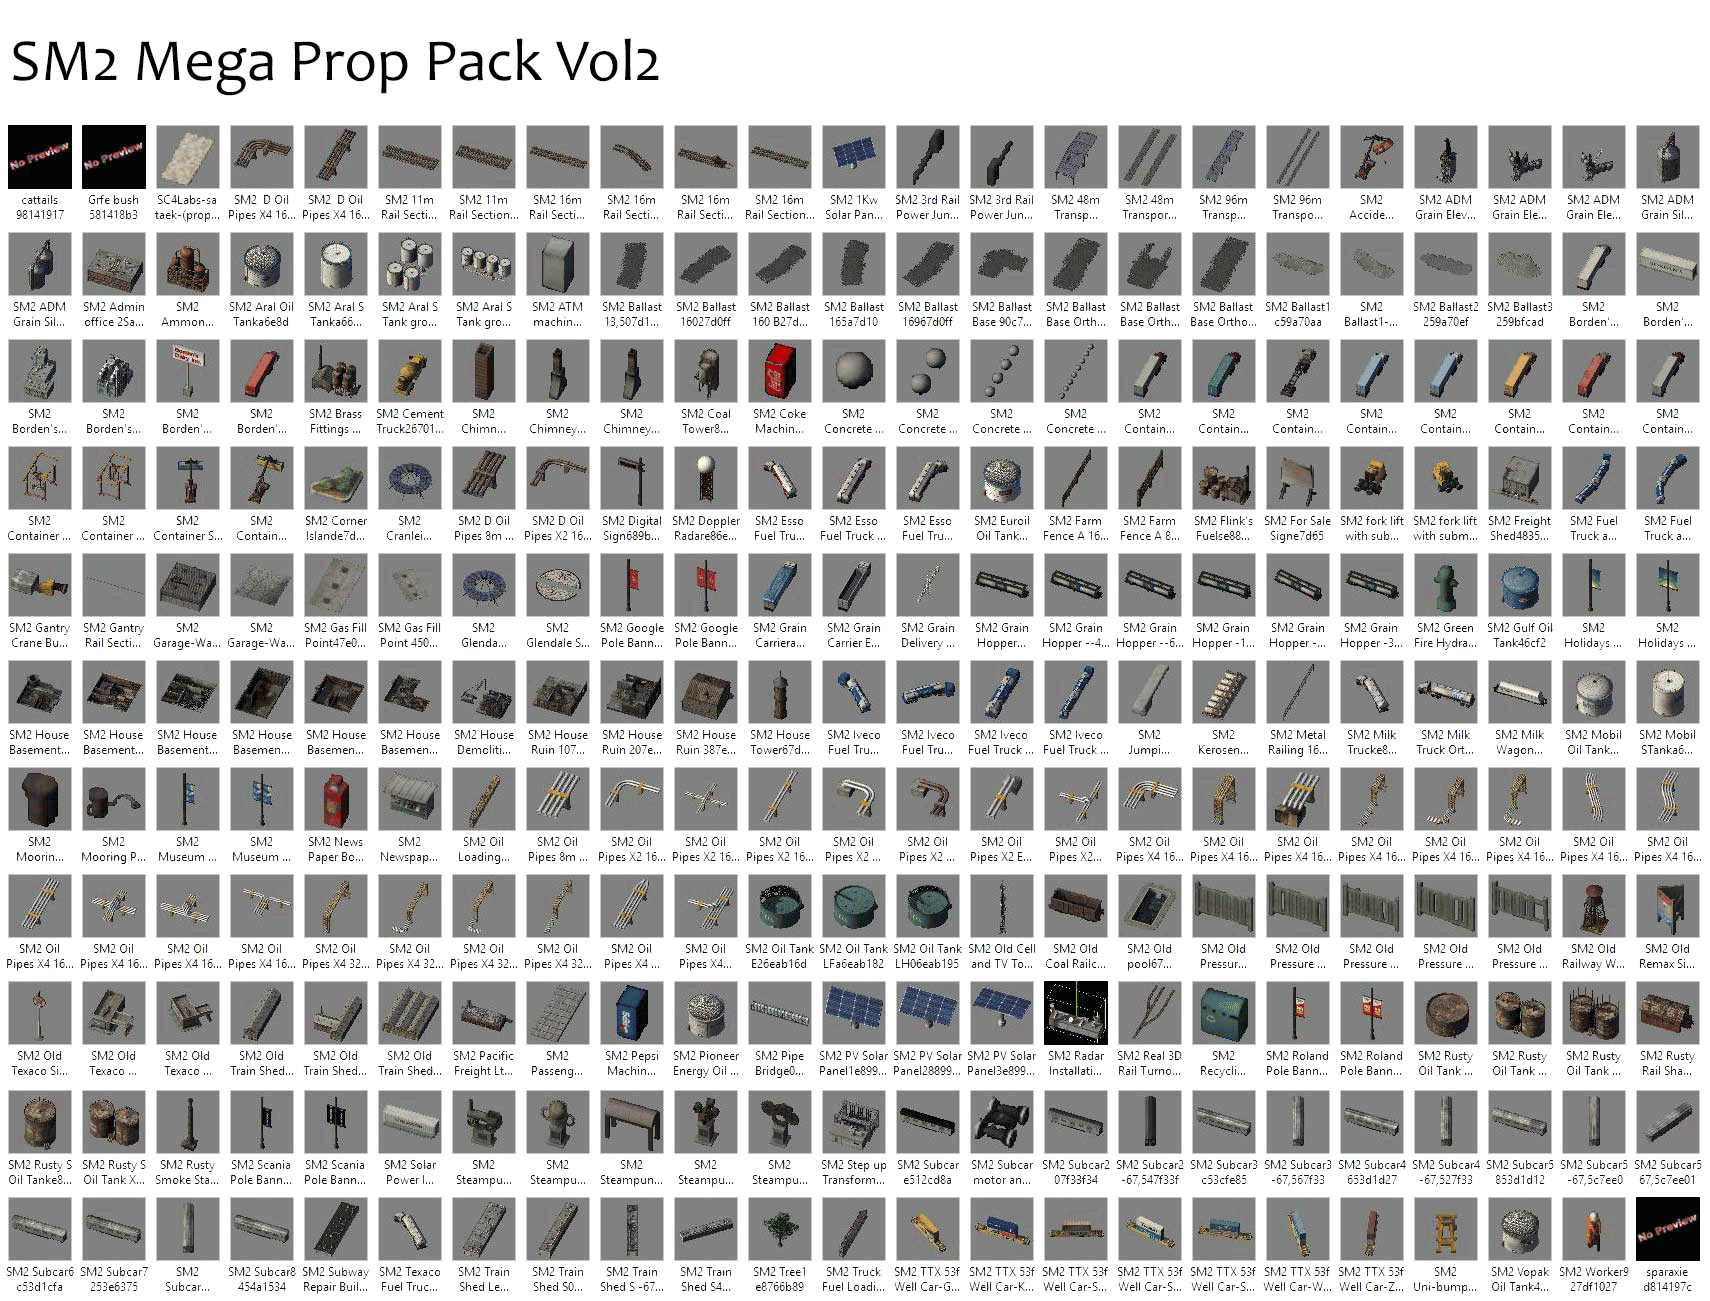 SM2 Mega Prop Pack Vol2
No Preview
No Preview
cattails
98141917
Grfe bush
581418b3
SC4Labs-sa
taek-(prop...
SM2 D Oil
Pipes X4 16...
SM2 D Oil
Pipes X4 16...
SM2 11m
Rail Secti...
SM2 11m
Rail Section...
SM2 16m
Rail Secti...
SM2 16m
Rail Secti...
SM2 16m
Rail Secti...
SM2 16m
Rail Section...
SM2 1Kw
Solar Pan...
SM2 3rd Rail
Power Jun...
SM2 3rd Rail
Power Jun...
SM2 48m
Transp...
SM2 48m
Transpor...
SM2 96m
Transp...
SM2 96m
Transpo...
SM2
Accide...
SM2 ADM
Grain Elev...
SM2 ADM
Grain Ele...
SM2 ADM
Grain Ele...
SM2 ADM
Grain Sil...
SM2 ADM
Grain Sil...
SM2 Admin
office 2Sa...
SM2
Ammon...
SM2 Aral Oil
Tanka6e8d
SM2 Aral S
Tanka66...
SM2 Aral S
Tank gro...
SM2 Aral S
Tank gro...
SM2 ATM
machin...
SM2 Ballast
13,507d1...
SM2 Ballast
16027d0ff
SM2 Ballast
160 B27d...
SM2 Ballast
165a7d10
SM2 Ballast
16967d0ff
SM2 Ballast
Base 90c7...
SM2 Ballast
Base Orth...
SM2 Ballast
Base Orth...
SM2 Ballast
Base Ortho...
SM2 Ballast1
c59a70aa
SM2
Ballast1-...
SM2 Ballast2
259a70ef
SM2 Ballast3
259bfcad
SM2
Borden'...
SM2
Borden'...
SM2
Borden's...
SM2
Borden's...
SM2
Borden'...
SM2
Borden'...
SM2 Brass
Fittings ...
SM2 Cement
Truck26701...
SM2
Chimn...
SM2
Chimney...
SM2
Chimney...
SM2 Coal
Tower8...
SM2 Coke
Machin...
SM2
Concrete ...
SM2
Concrete ...
SM2
Concrete ...
SM2
Concrete ...
SM2
Contain...
SM2
Contain...
SM2
Contain...
SM2
Contain...
SM2
Contain...
SM2
Contain...
SM2
Contain...
SM2
Contain...
SM2
Container ...
SM2
Container ...
SM2
Container S...
SM2
Contain...
SM2 Corner
Islande7d...
SM2
Cranlei...
SM2 D Oil
Pipes 8m ...
SM2 D Oil
Pipes X2 16...
SM2 Digital
Sign689b...
SM2 Doppler
Radare86e...
SM2 Esso
Fuel Tru...
SM2 Esso
Fuel Truck ...
SM2 Esso
Fuel Tru...
SM2 Euroil
Oil Tank...
SM2 Farm
Fence A 16...
SM2 Farm
Fence A 8...
SM2 Flink's
Fuelse88...
SM2 For Sale
Signe7d65
SM2 fork lift
with sub...
SM2 fork lift
with subm...
SM2 Freight
Shed4835...
SM2 Fuel
Truck a...
SM2 Fuel
Truck a...
SM2 Gantry
Crane Bu...
SM2 Gantry
Rail Secti...
SM2
Garage-Wa...
SM2
Garage-Wa...
SM2 Gas Fill
Point47e0...
SM2 Gas Fill
Point 450...
SM2
Glenda...
SM2
Glendale S...
SM2 Google
Pole Bann...
SM2 Google
Pole Bann...
SM2 Grain
Carriera...
SM2 Grain
Carrier E...
SM2 Grain
Delivery ...
SM2 Grain
Hopper...
SM2 Grain
Hopper --4...
SM2 Grain
Hopper --6...
SM2 Grain
Hopper -1...
SM2 Grain
Hopper -...
SM2 Grain
Hopper -3...
SM2 Green
Fire Hydra...
SM2 Gulf Oil
Tank46cf2
SM2
Holidays ...
SM2
Holidays ...
SM2 House
Basement...
SM2 House
Basement...
SM2 House
Basement...
SM2 House
Basemen...
SM2 House
Basemen...
SM2 House
Basemen...
SM2 House
Demoliti...
SM2 House
Ruin 107...
SM2 House
Ruin 207e...
SM2 House
Ruin 387e...
SM2 House
Tower67d...
SM2 Iveco
Fuel Tru...
SM2 Iveco
Fuel Tru...
SM2 Iveco
Fuel Truck ...
SM2 Iveco
Fuel Truck ...
SM2
Jumpi...
SM2
Kerosen...
SM2 Metal
Railing 16...
SM2 Milk
Trucke8...
SM2 Milk
Truck Ort...
SM2 Milk
Wagon...
SM2 Mobil
Oil Tank...
SM2 Mobil
STanka6...
SM2
Moorin...
SM2
Mooring P...
SM2
Museum ...
SM2
Museum ...
SM2 News
Paper Bo...
SM2
Newspap...
SM2 Oil
Loading...
SM2 Oil
Pipes 8m ...
SM2 Oil
Pipes X2 16...
SM2 Oil
Pipes X2 16...
SM2 Oil
Pipes X2 16...
SM2 Oil
Pipes X2 ...
SM2 Oil
Pipes X2 ...
SM2 Oil
Pipes X2 E...
SM2 Oil
Pipes X2...
SM2 Oil
Pipes X4 16...
SM2 Oil
Pipes X4 16...
SM2 Oil
Pipes X4 16...
SM2 Oil
Pipes X4 16...
SM2 Oil
Pipes X4 16...
SM2 Oil
Pipes X4 16...
SM2 Oil
Pipes X4 16...
SM2 Oil
Pipes X4 16...
SM2 Oil
Pipes X4 16...
SM2 Oil
Pipes X4 16...
SM2 Oil
Pipes X4 16...
SM2 Oil
Pipes X4 16...
SM2 Oil
Pipes X4 32...
SM2 Oil
Pipes X4 32...
SM2 Oil
Pipes X4 32...
SM2 Oil
Pipes X4 32...
SM2 Oil
Pipes X4 ...
SM2 Oil
Pipes X4...
SM2 Oil Tank
E26eab16d
SM2 Oil Tank
LFa6eab182
SM2 Oil Tank
LH06eab195
SM2 Old Cell
and TV To...
SM2 Old
Coal Railc...
SM2 Old
pool67...
SM2 Old
Pressur...
SM2 Old
Pressure ...
SM2 Old
Pressure ...
SM2 Old
Pressure ...
SM2 Old
Pressure ...
SM2 Old
Railway W...
SM2 Old
Remax Si...
SM2 Old
Texaco Si...
SM2 Old
Texaco ...
SM2 Old
Texaco ...
SM2 Old
Train Shed...
SM2 Old
Train Shed...
SM2 Old
Train Shed...
SM2 Pacific
Freight Lt...
SM2
Passeng...
SM2 Pepsi
Machin...
SM2 Pioneer
Energy Oil ...
SM2 Pipe
Bridge0...
SM2 PV Solar
Panel1e899...
SM2 PV Solar
Panel28899...
SM2 PV Solar
Panel3e899...
SM2 Radar
Installati...
SM2 Real 3D
Rail Turno...
SM2
Recycli...
SM2 Roland
Pole Bann...
SM2 Roland
Pole Bann...
SM2 Rusty
Oil Tank ...
SM2 Rusty
Oil Tank ...
SM2 Rusty
Oil Tank ...
SM2 Rusty
Rail Sha...
SM2 Rusty S
Oil Tanke8...
SM2 Rusty S
Oil Tank X...
SM2 Rusty
Smoke Sta...
SM2 Scania
Pole Bann...
SM2 Scania
Pole Bann...
SM2 Solar
Power I...
SM2
Steampu...
SM2
Steampu...
SM2
Steampun...
SM2
Steampu...
SM2
Steampu...
SM2 Step up
Transform...
SM2 Subcar
e512cd8a
SM2 Subcar
motor an...
SM2 Subcar2
07f33f34
SM2 Subcar2
-67,547f33f
SM2 Subcar3
c53cfe85
SM2 Subcar3
-67,567f33
SM2 Subcar4
653d1d27
SM2 Subcar4
-67,527f33
SM2 Subcar5
853d1d12
SM2 Subcar5
-67,5c7ee0
SM2 Subcar5
67,5c7ee01
SM2 Subcar6
c53d1cfa
SM2 Subcar7
253e6375
SM2
Subcar...
SM2 Subcar8
454a1534
SM2 Subway
Repair Buil...
SM2 Texaco
Fuel Truc...
SM2 Train
Shed Le...
SM2 Train
Shed S0...
SM2 Train
Shed S -67...
SM2 Train
Shed S4...
SM2 Tree1
e8766b89
SM2 Truck
Fuel Loadi...
SM2 TTX 53f
Well Car-G...
SM2 TTX 53f
Well Car-K...
SM2 TTX 53f
Well Car-S...
SM2 TTX 53f
Well Car-S...
SM2 TTX 53f
Well Car-S...
SM2 TTX 53f
Well Car-W...
SM2 TTX 53f
Well Car-Z...
SM2
Uni-bump...
SM2 Vopak
Oil Tank4...
SM2 Worker9
27df1027
No Preview
sparaxie
d814197c